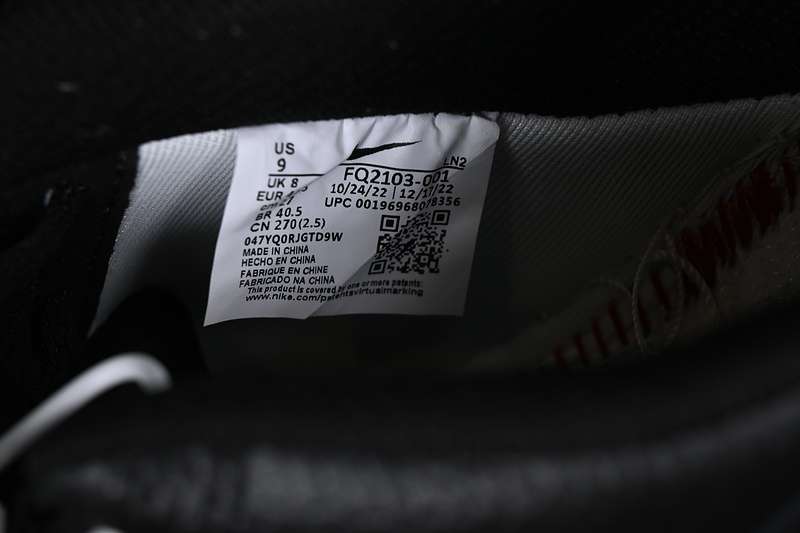 US
9
LN2
UK 8
FQ2103-001
EUR
10/24/22 | 12/17/22
UPC 00196968078356
BR 40.5
CN 270(2.5)
047YQ0RJGTD9W
MADE IN CHINA
HECHO EN CHINA
FABRIQUE EN CHINE
FABRICADO NA CHINA
This product is covered by one or more patents:
www.nike.com/patentsvirtualmarking